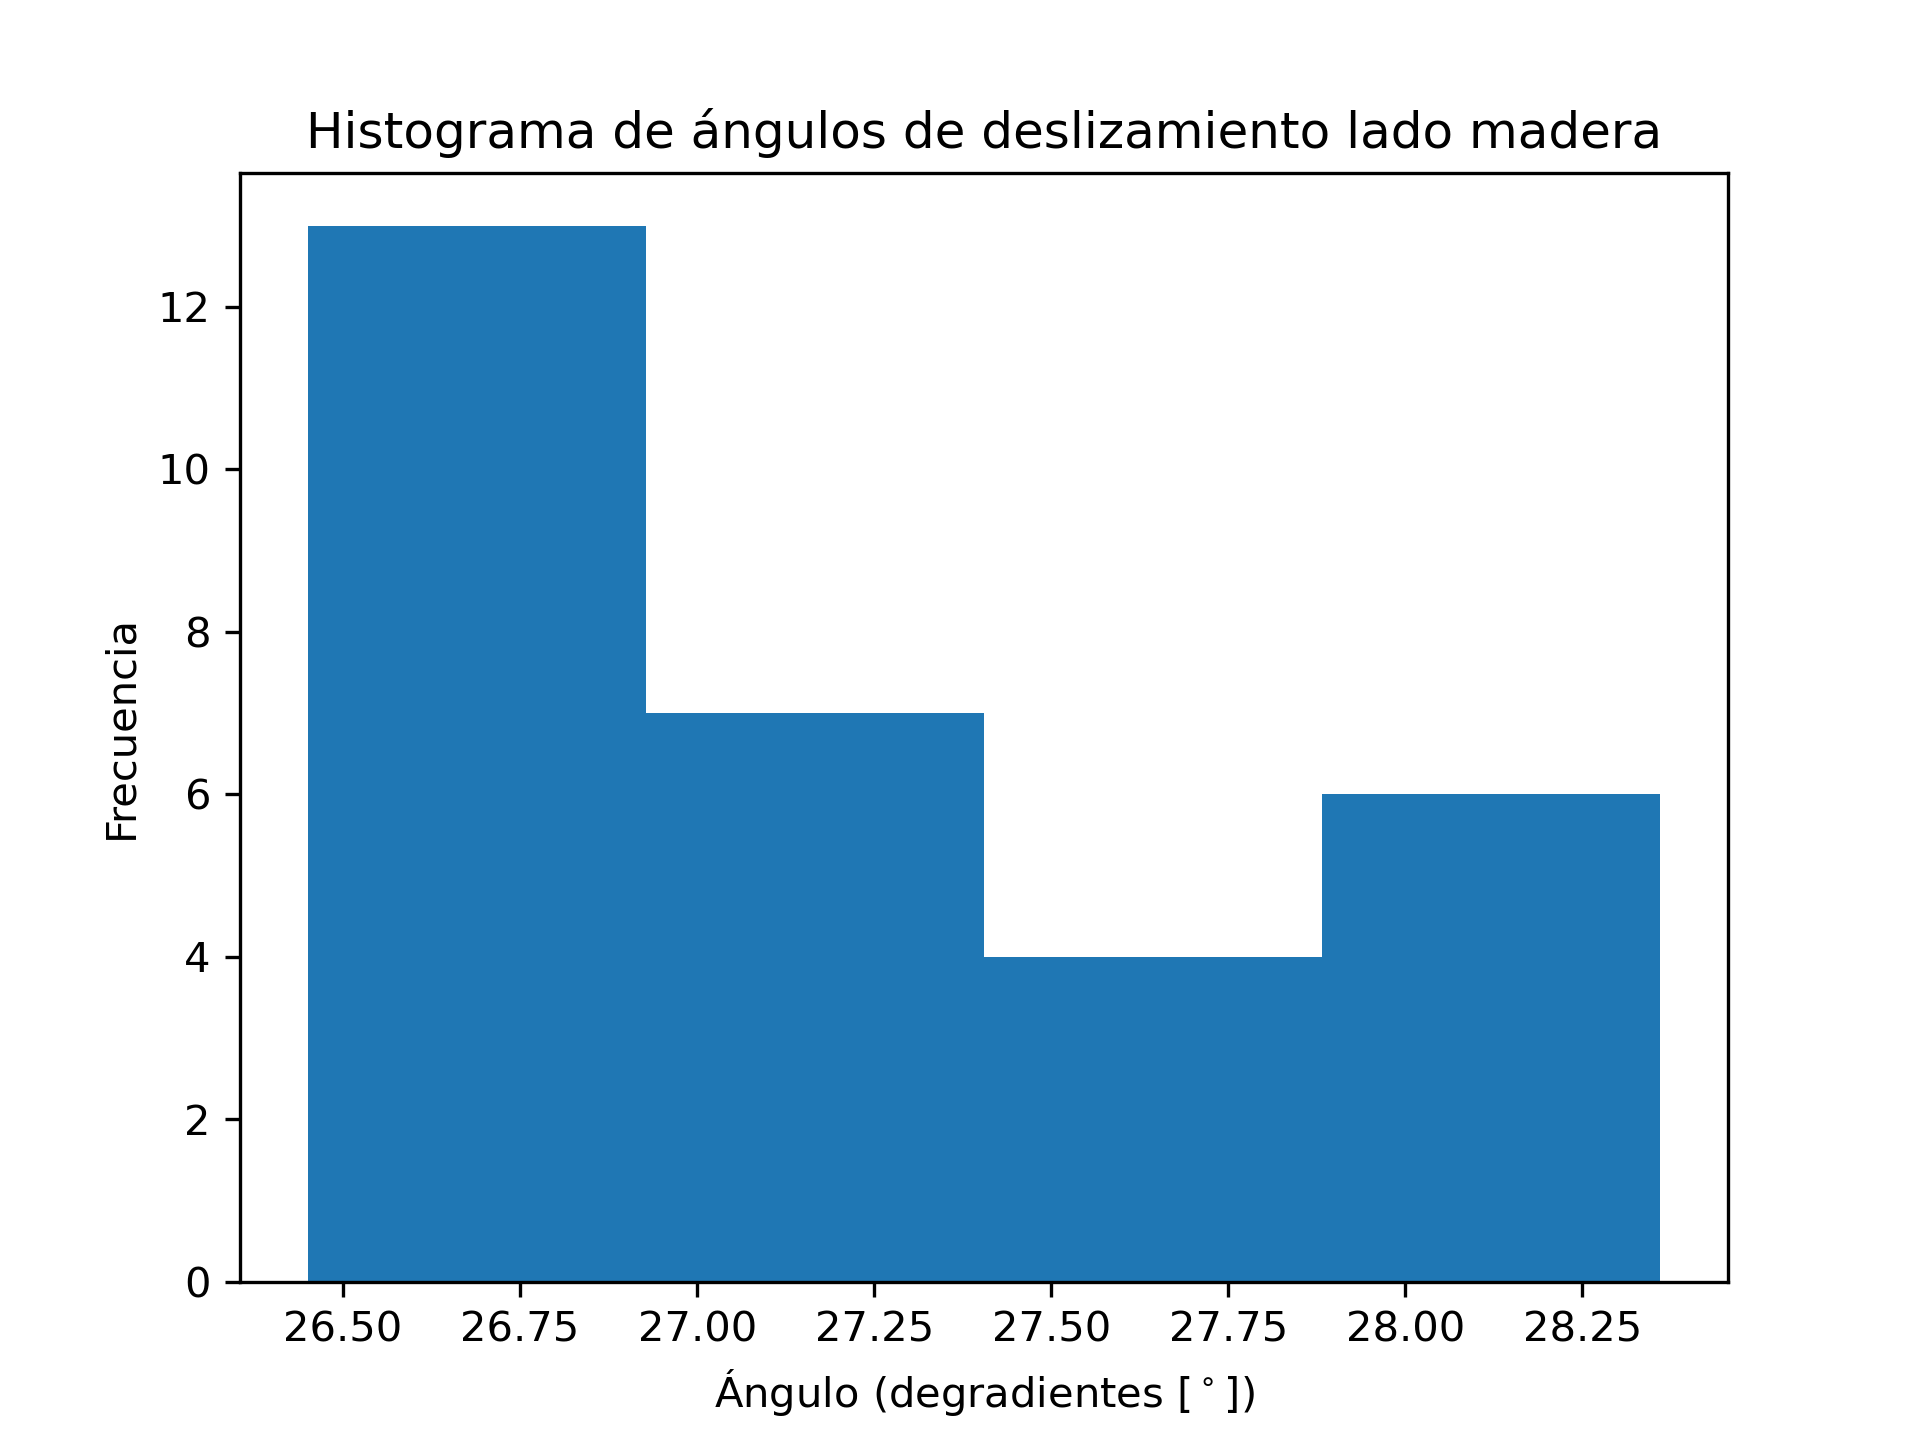 Histograma de ángulos de deslizamiento lado madera
12
10
8
6
4
2
0
Frecuencia
26.50 26.75 27.00 27.25 27.50 27.75 28.00 28.25
Ángulo (degradientes [°])